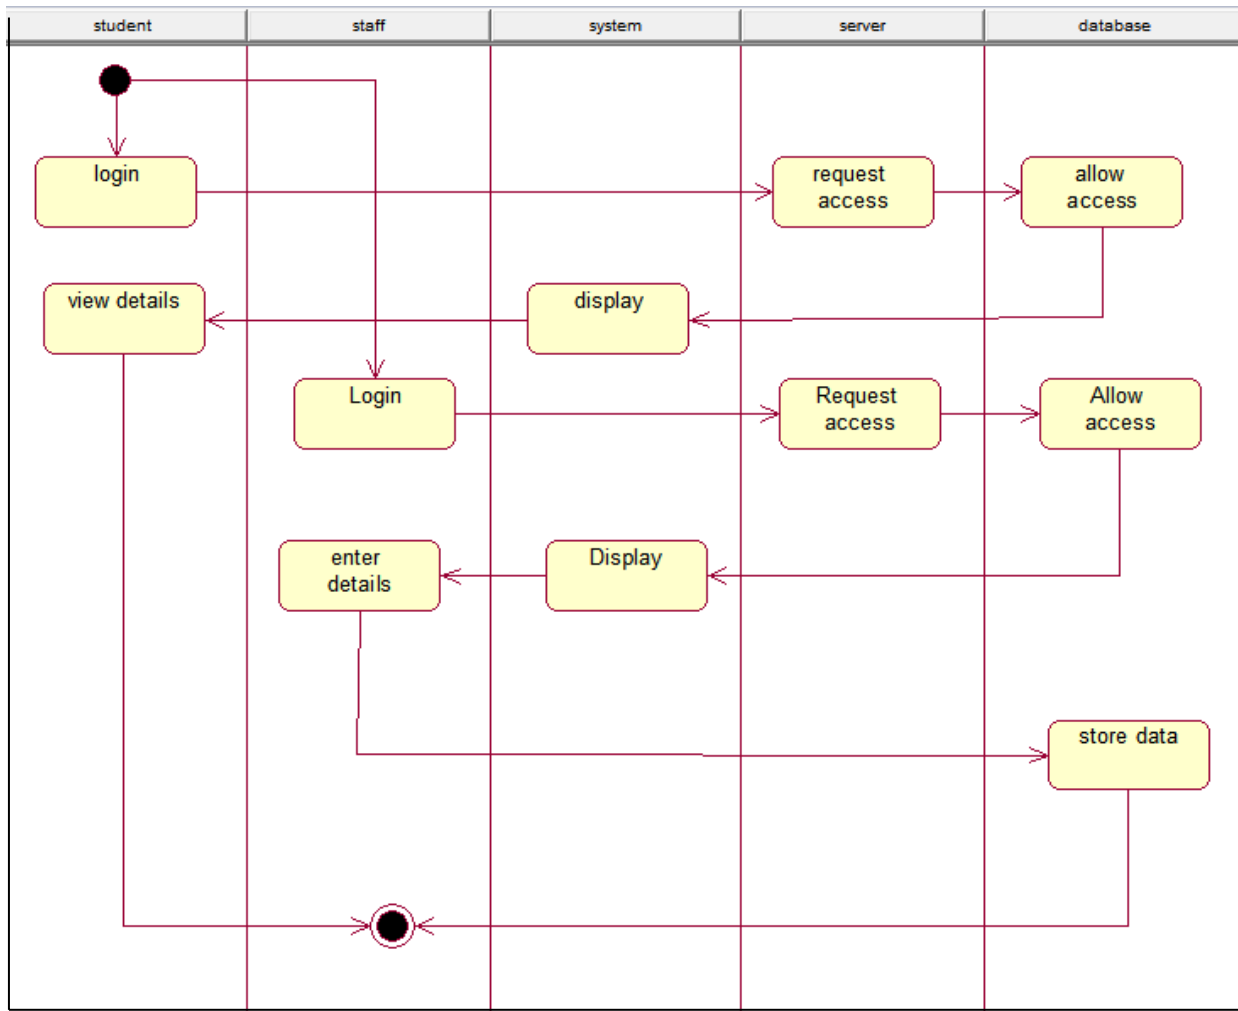 student
staff
system
server
database
login
request
access
allow
access
view details
display
Login
Request
access
Allow
access
enter
details
Display
store data